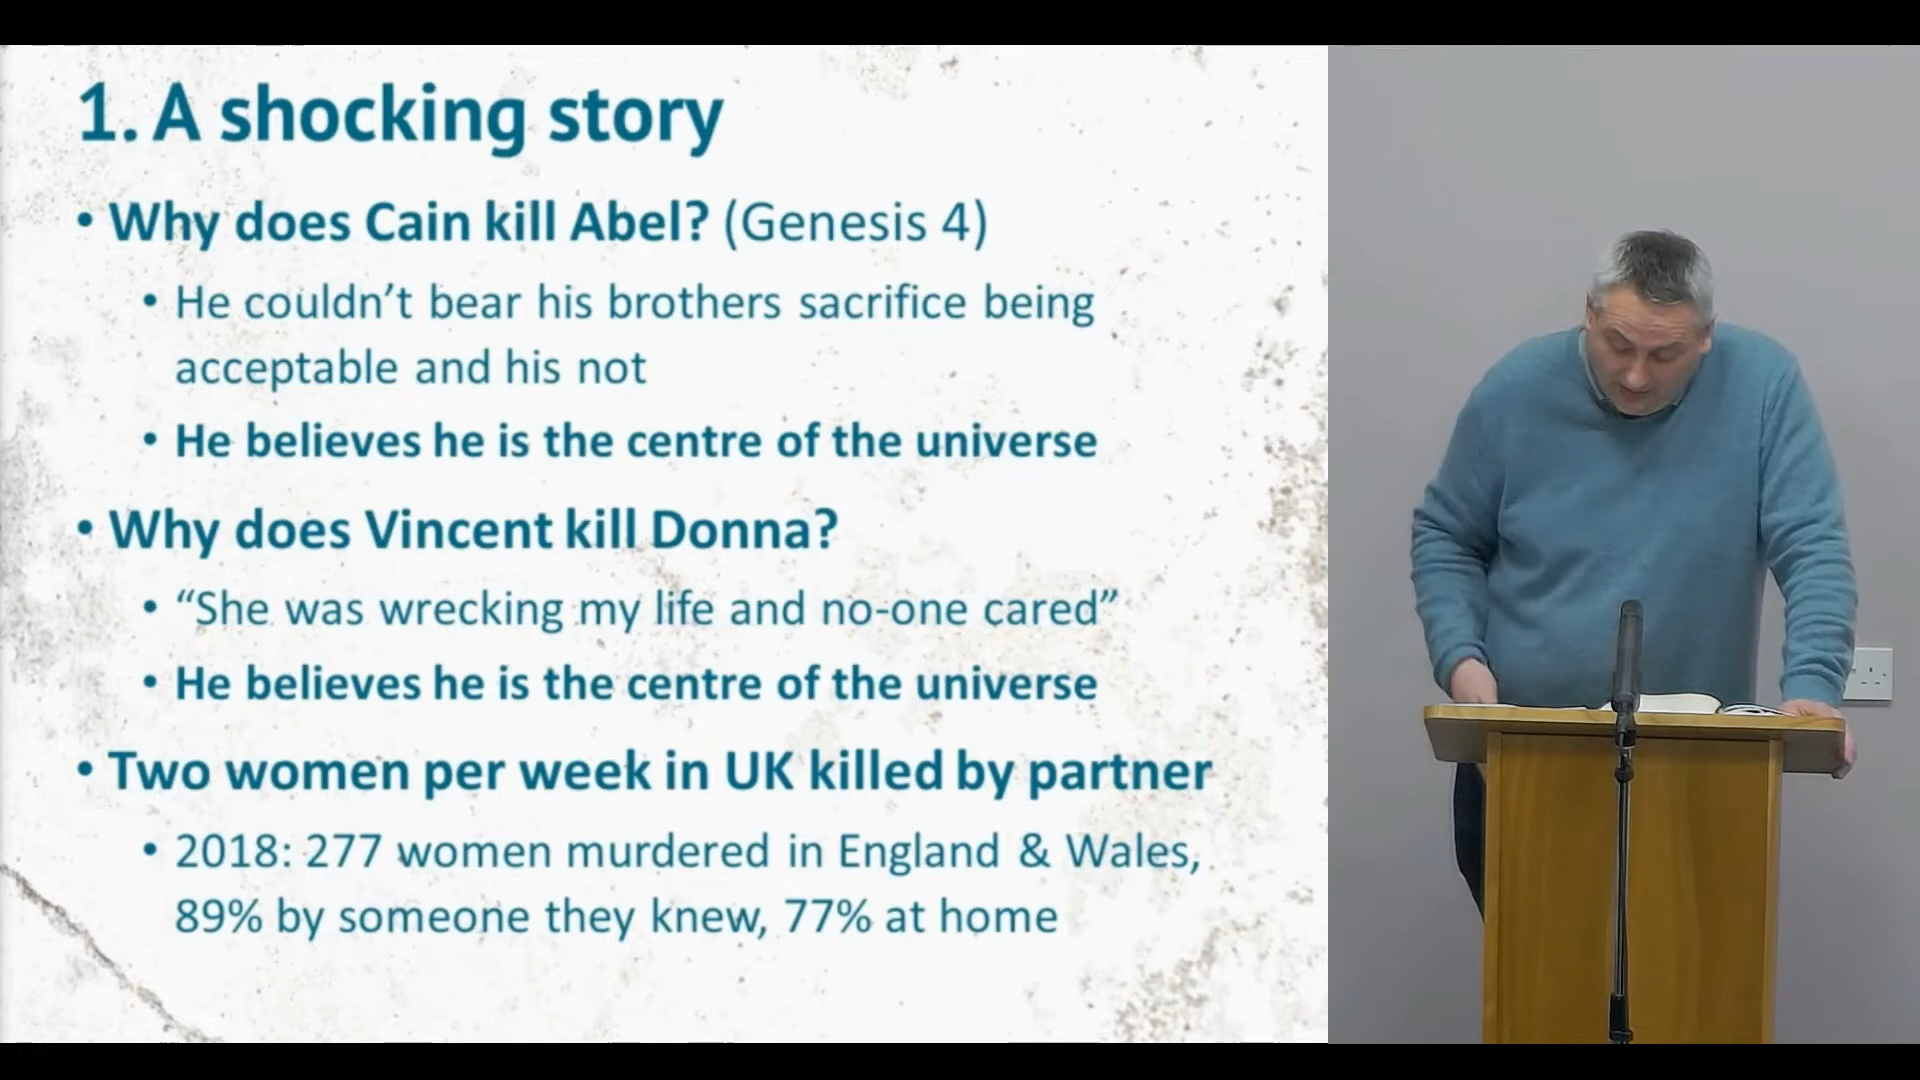 1. A shocking story
• Why does Cain kill Abel? (Genesis 4)
• He couldn’t bear his brothers sacrifice being
acceptable and his not
• He believes he is the centre of the universe
• Why does Vincent kill Donna?
• “She was wrecking my life and no-one cared”
• He believes he is the centre of the universe
• Two women per week in UK killed by partner
• 2018: 277 women murdered in England & Wales,
89% by someone they knew, 77% at home